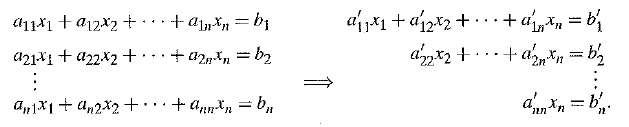 a₁₁x₁ + a₁₂x₂ + ⋯ + a₁ₙxₙ = b₁
a₂₁x₁ + a₂₂x₂ + ⋯ + a₂ₙxₙ = b₂
⋮
aₙ₁x₁ + aₙ₂x₂ + ⋯ + aₙₙxₙ = bₙ
⟹
a′₁₁x₁ + a′₁₂x₂ + ⋯ + a′₁ₙxₙ = b′₁
a′₂₂x₂ + ⋯ + a′₂ₙxₙ = b′₂
⋮
a′ₙₙxₙ = b′ₙ.